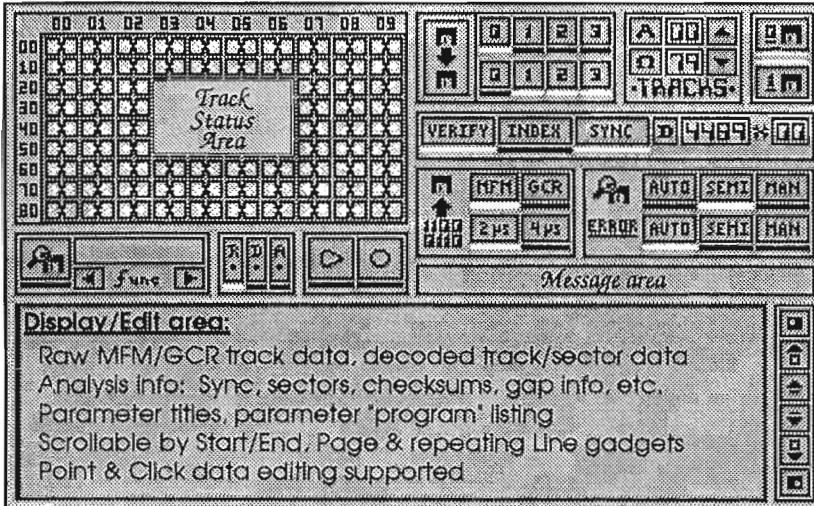 00 01 02 03 04 05 06 07 08 09
00
10
20
30
40
50
60
70
80
Track
Status
Area
0 1 2 3
0 1 2 3
A 00
Ω 79
·TRACKS·
0
1
VERIFY INDEX SYNC D 4489 × 00
MFM GCR
2µs 4µs
1100
0110
AUTO SEMI MAN
ERROR AUTO SEMI MAN
func
R D A
Message area
Display/Edit area:
Raw MFM/GCR track data, decoded track/sector data
Analysis info: Sync, sectors, checksums, gap info, etc.
Parameter titles, parameter "program" listing
Scrollable by Start/End, Page & repeating Line gadgets
Point & Click data editing supported